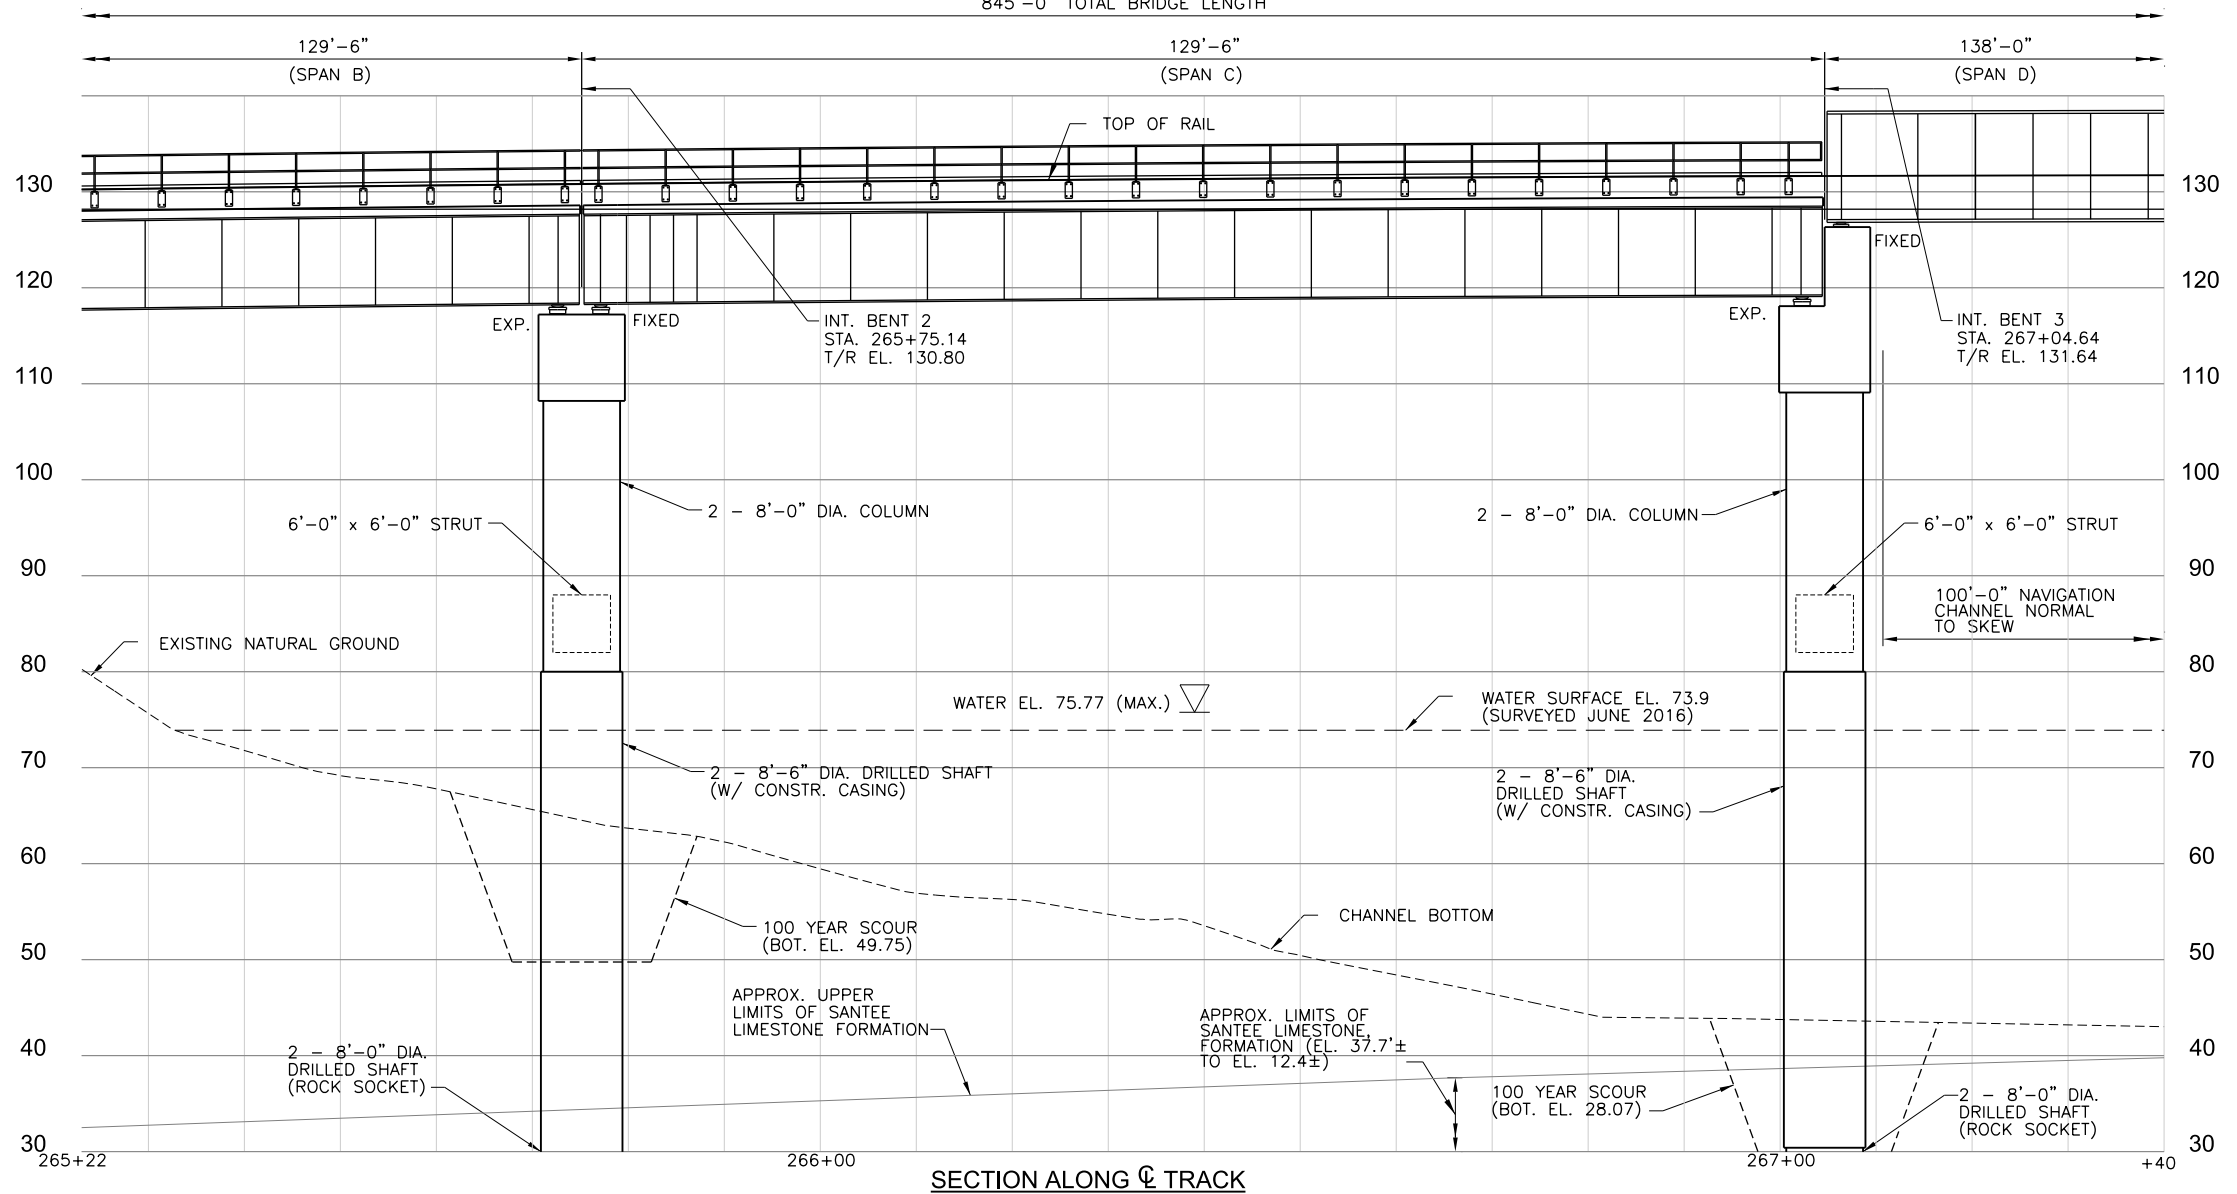 845'-0" TOTAL BRIDGE LENGTH
129'-6"
(SPAN B)
129'-6"
(SPAN C)
138'-0"
(SPAN D)
TOP OF RAIL
130
130
FIXED
120
120
EXP.
FIXED
INT. BENT 2
STA. 265+75.14
T/R EL. 130.80
EXP.
INT. BENT 3
STA. 267+04.64
T/R EL. 131.64
110
110
100
100
2 - 8'-0" DIA. COLUMN
2 - 8'-0" DIA. COLUMN
6'-0" x 6'-0" STRUT
6'-0" x 6'-0" STRUT
90
90
100'-0" NAVIGATION
CHANNEL NORMAL
TO SKEW
EXISTING NATURAL GROUND
80
80
WATER EL. 75.77 (MAX.)
WATER SURFACE EL. 73.9
(SURVEYED JUNE 2016)
70
70
2 - 8'-6" DIA. DRILLED SHAFT
(W/ CONSTR. CASING)
2 - 8'-6" DIA.
DRILLED SHAFT
(W/ CONSTR. CASING)
60
60
100 YEAR SCOUR
(BOT. EL. 49.75)
CHANNEL BOTTOM
50
50
APPROX. UPPER
LIMITS OF SANTEE
LIMESTONE FORMATION
APPROX. LIMITS OF
SANTEE LIMESTONE
FORMATION (EL. 37.7'±
TO EL. 12.4±)
40
40
2 - 8'-0" DIA.
DRILLED SHAFT
(ROCK SOCKET)
100 YEAR SCOUR
(BOT. EL. 28.07)
2 - 8'-0" DIA.
DRILLED SHAFT
(ROCK SOCKET)
30
30
265+22
266+00
267+00
+40
SECTION ALONG ℄ TRACK